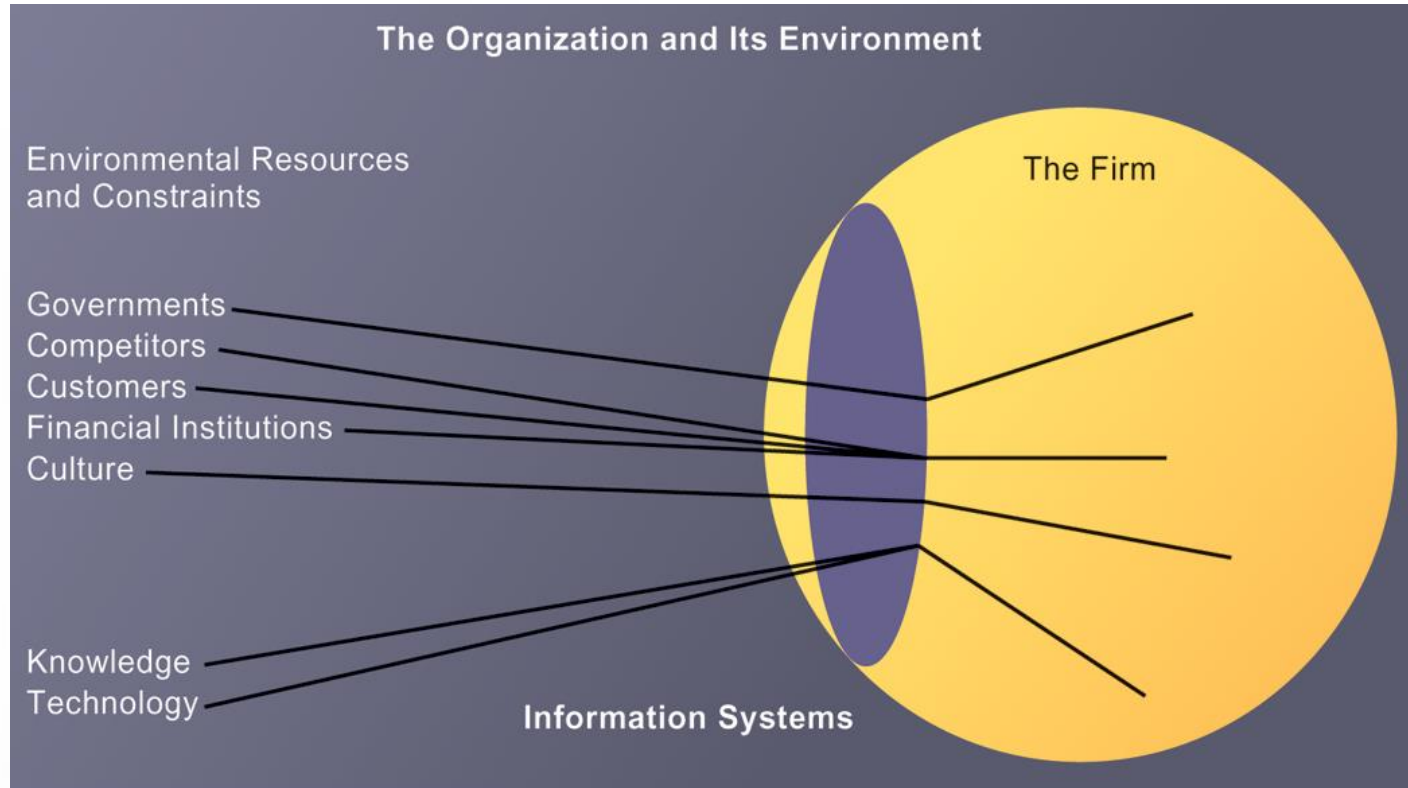 The Organization and Its Environment
Environmental Resources
and Constraints
The Firm
Governments
Competitors
Customers
Financial Institutions
Culture
Knowledge
Technology
Information Systems